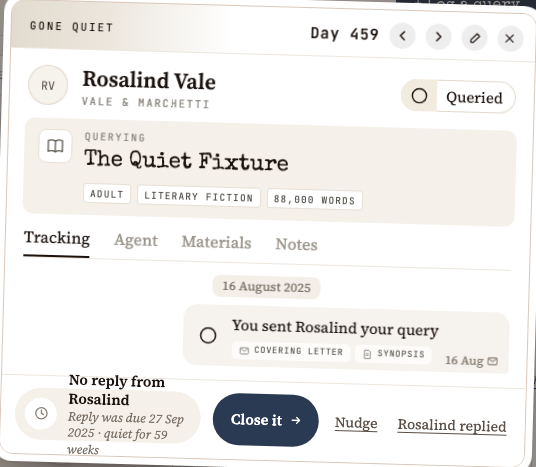 GONE QUIET
Day 459
RV
Rosalind Vale
VALE & MARCHETTI
Queried
QUERYING
The Quiet Fixture
ADULT
LITERARY FICTION
88,000 WORDS
Tracking
Agent
Materials
Notes
16 August 2025
You sent Rosalind your query
COVERING LETTER
SYNOPSIS
16 Aug
No reply from
Rosalind
Reply was due 27 Sep
2025 · quiet for 59
weeks
Close it →
Nudge
Rosalind replied